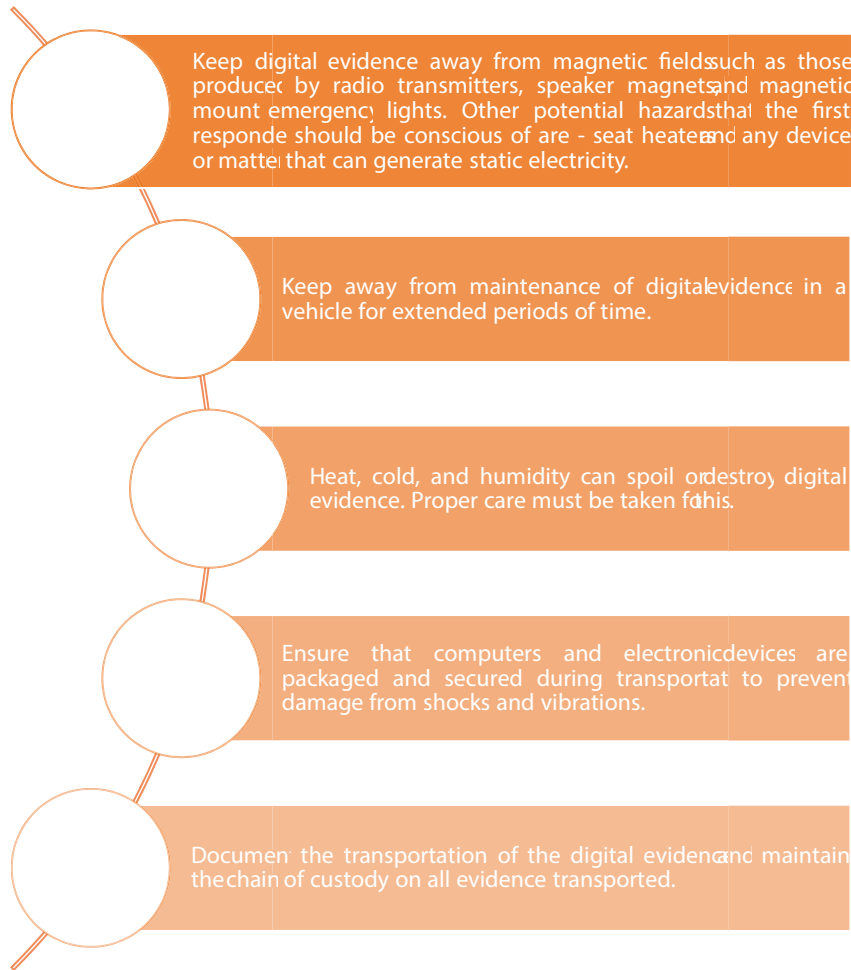 Keep digital evidence away from magnetic fields such as those
produced by radio transmitters, speaker magnets, and magnetic
mount emergency lights. Other potential hazards that the first
responde should be conscious of are - seat heaters and any device
or matter that can generate static electricity.
Keep away from maintenance of digital evidence in a
vehicle for extended periods of time.
Heat, cold, and humidity can spoil or destroy digital
evidence. Proper care must be taken for this.
Ensure that computers and electronic devices are
packaged and secured during transportat to prevent
damage from shocks and vibrations.
Document the transportation of the digital evidence and maintain
the chain of custody on all evidence transported.